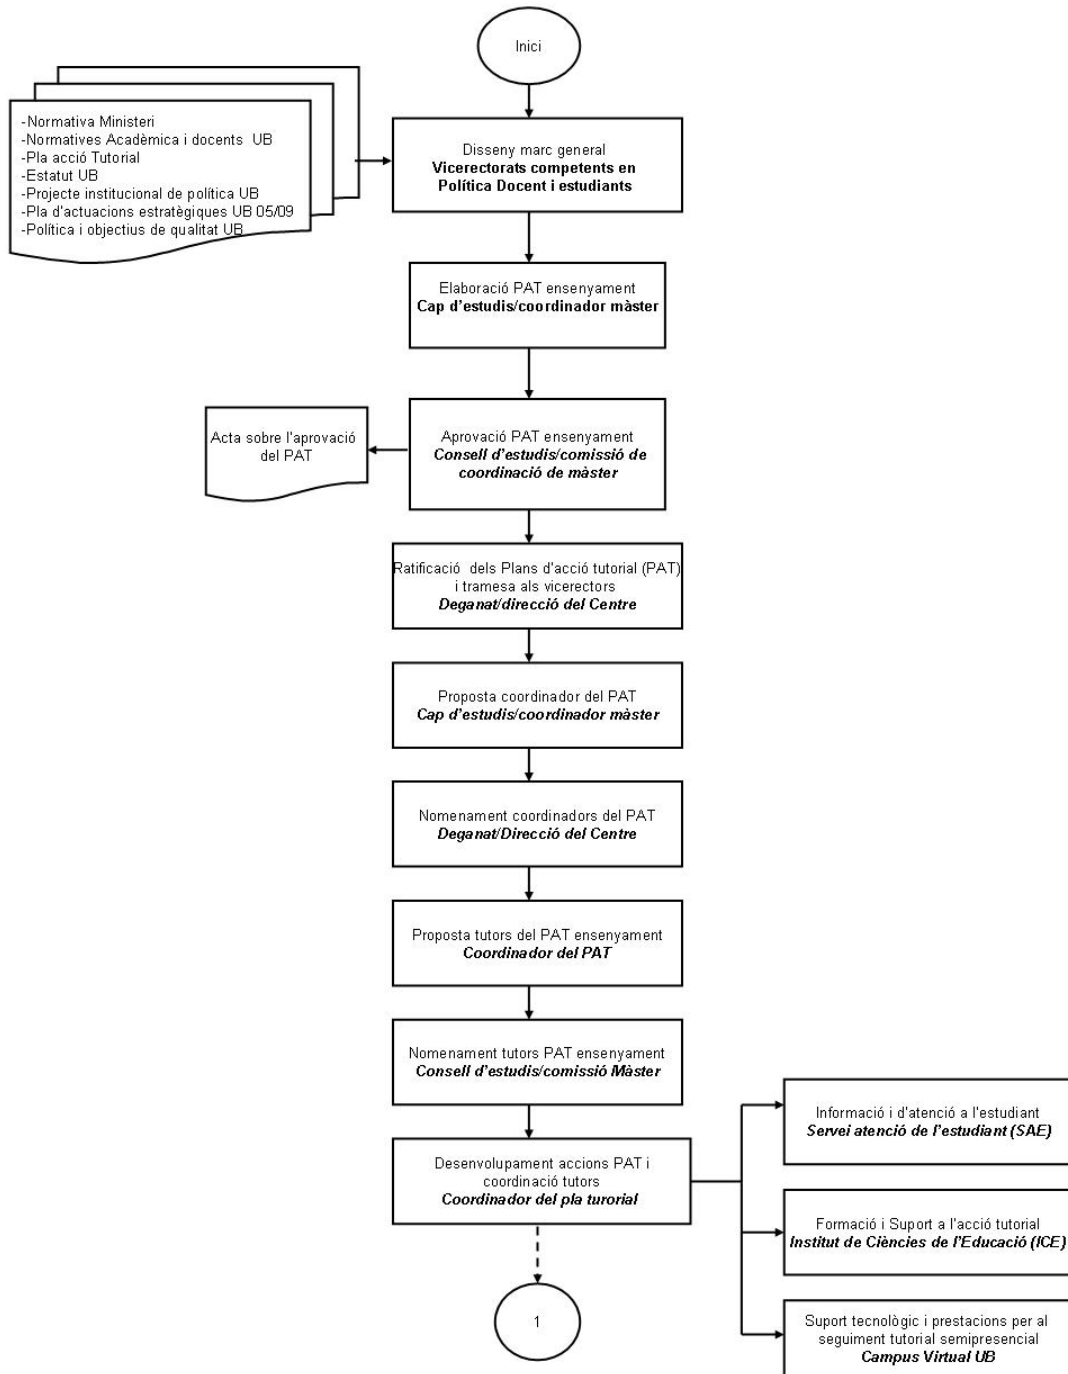 Inici
-Normativa Ministeri
-Normatives Acadèmica i docents UB
-Pla acció Tutorial
-Estatut UB
-Projecte institucional de política UB
-Pla d'actuacions estratègiques UB 05/09
-Política i objectius de qualitat UB
Disseny marc general
Vicerectorats competents en
Política Docent i estudiants
Elaboració PAT ensenyament
Cap d'estudis/coordinador màster
Acta sobre l'aprovació
del PAT
Aprovació PAT ensenyament
Consell d'estudis/comissió de
coordinació de màster
Ratificació dels Plans d'acció tutorial (PAT)
i tramesa als vicerectors
Deganat/direcció del Centre
Proposta coordinador del PAT
Cap d'estudis/coordinador màster
Nomenament coordinadors del PAT
Deganat/Direcció del Centre
Proposta tutors del PAT ensenyament
Coordinador del PAT
Nomenament tutors PAT ensenyament
Consell d'estudis/comissió Màster
Desenvolupament accions PAT i
coordinació tutors
Coordinador del pla turorial
Informació i d'atenció a l'estudiant
Servei atenció de l'estudiant (SAE)
Formació i Suport a l'acció tutorial
Institut de Ciències de l'Educació (ICE)
Suport tecnològic i prestacions per al
seguiment tutorial semipresencial
Campus Virtual UB
1